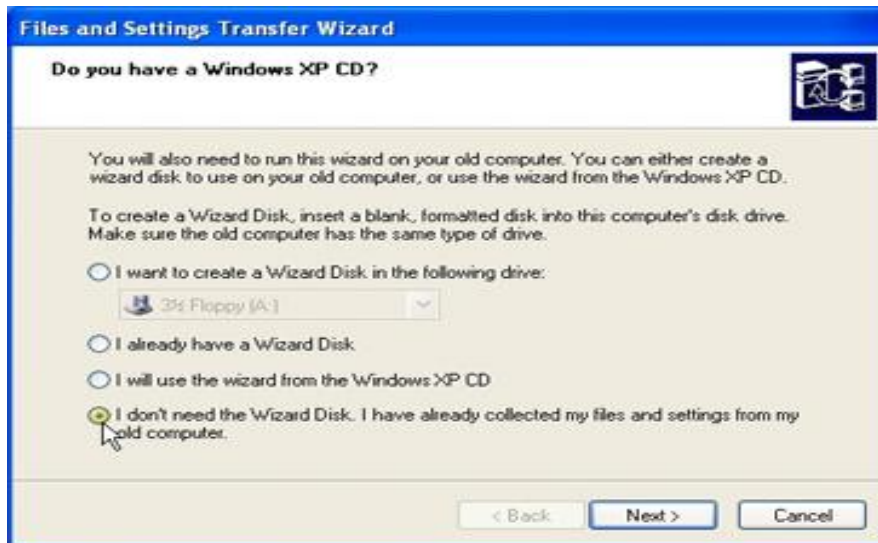 Files and Settings Transfer Wizard
Do you have a Windows XP CD?
You will also need to run this wizard on your old computer. You can either create a
wizard disk to use on your old computer, or use the wizard from the Windows XP CD.
To create a Wizard Disk, insert a blank, formatted disk into this computer's disk drive.
Make sure the old computer has the same type of drive.
I want to create a Wizard Disk in the following drive:
3½ Floppy (A:)
I already have a Wizard Disk
I will use the wizard from the Windows XP CD
I don't need the Wizard Disk. I have already collected my files and settings from my
old computer.
< Back Next > Cancel